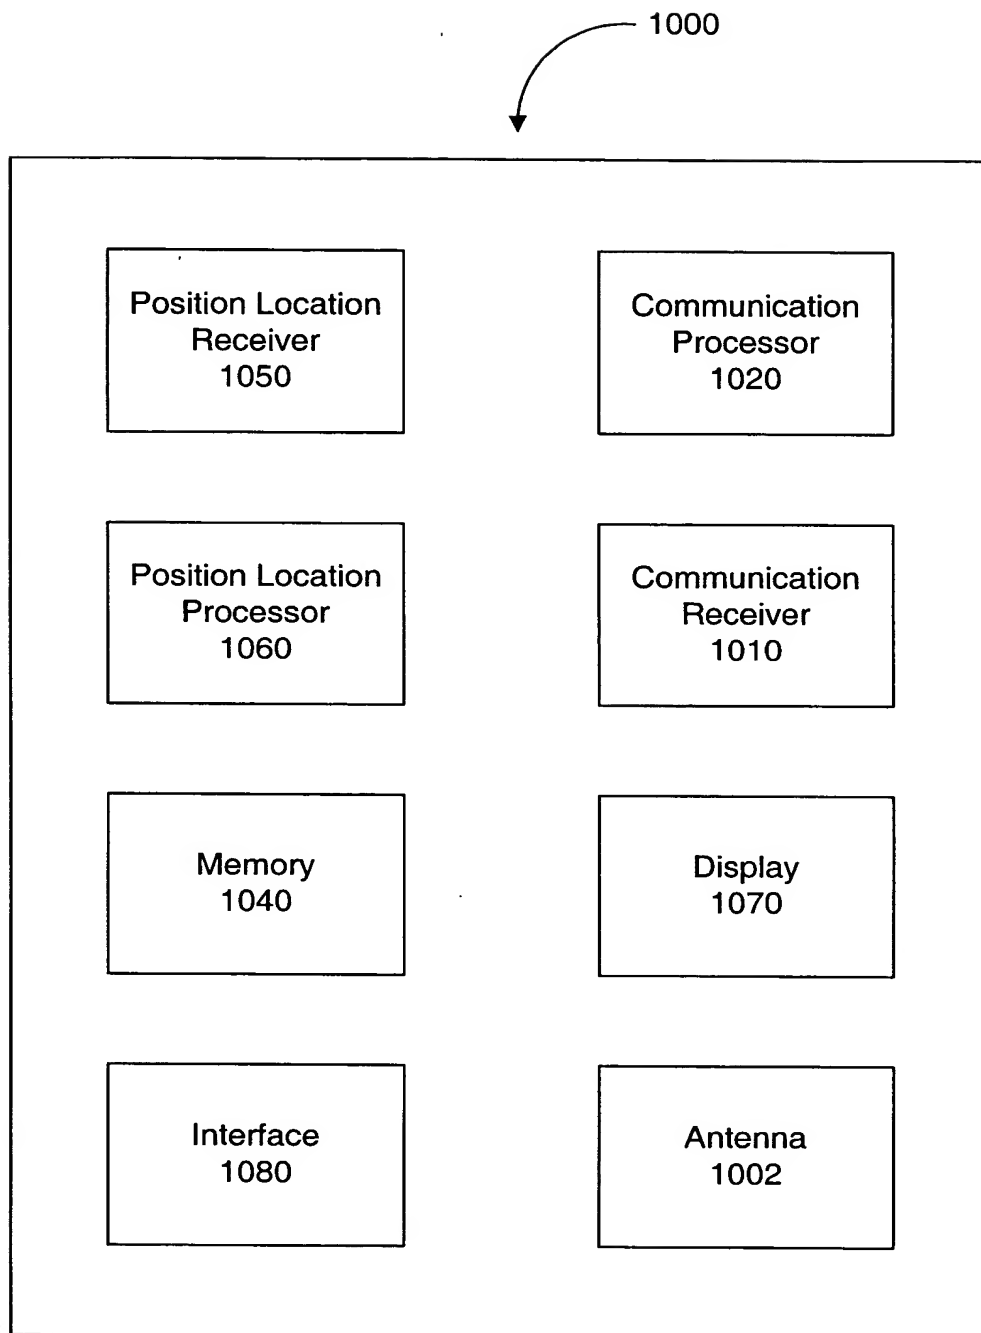 1000
Position Location
Receiver
1050
Communication
Processor
1020
Position Location
Processor
1060
Communication
Receiver
1010
Memory
1040
Display
1070
Interface
1080
Antenna
1002